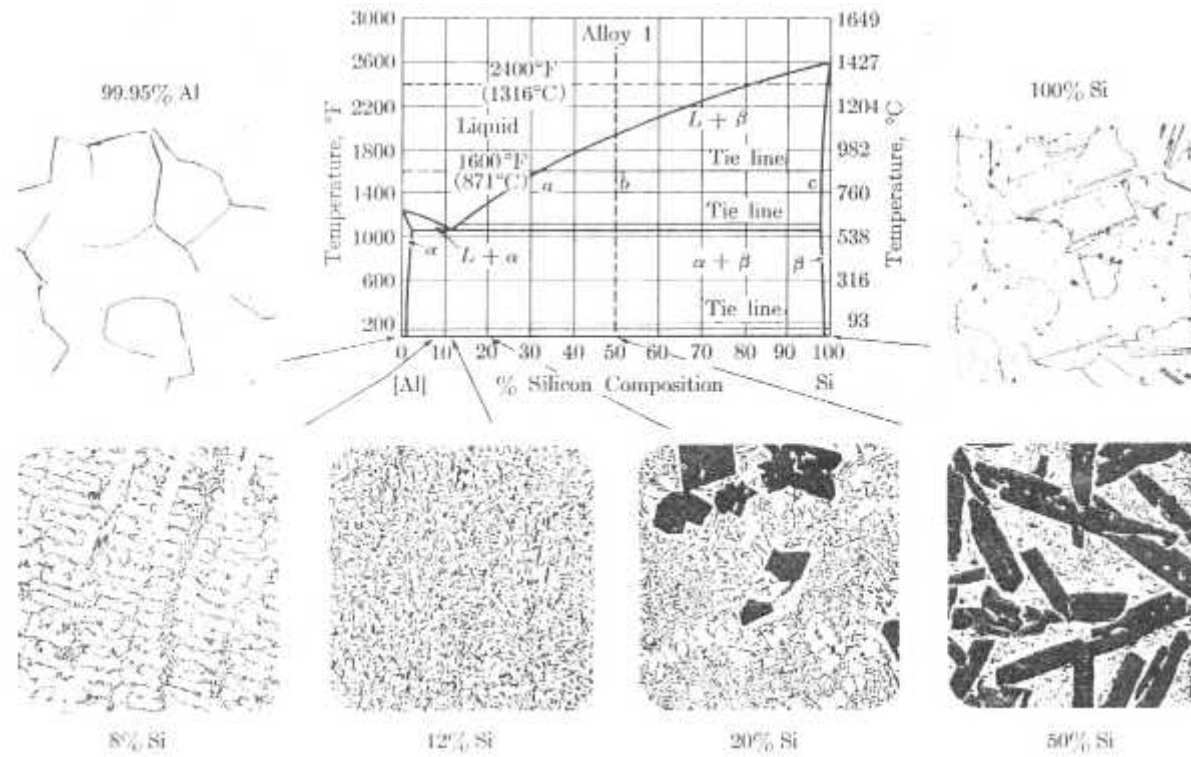 3000
2600
2200
1800
1400
1000
600
200
Temperature, °F
1649
1427
1204
982
760
538
316
93
Temperature, °C
Alloy 1
2400°F
(1316°C)
Liquid
L + β
1600°F
(871°C)
Tie line
a
b
c
Tie line
α
L + α
α + β
β
Tie line
0 10 20 30 40 50 60 70 80 90 100
[Al] % Silicon Composition Si
99.95% Al
100% Si
8% Si
12% Si
20% Si
50% Si